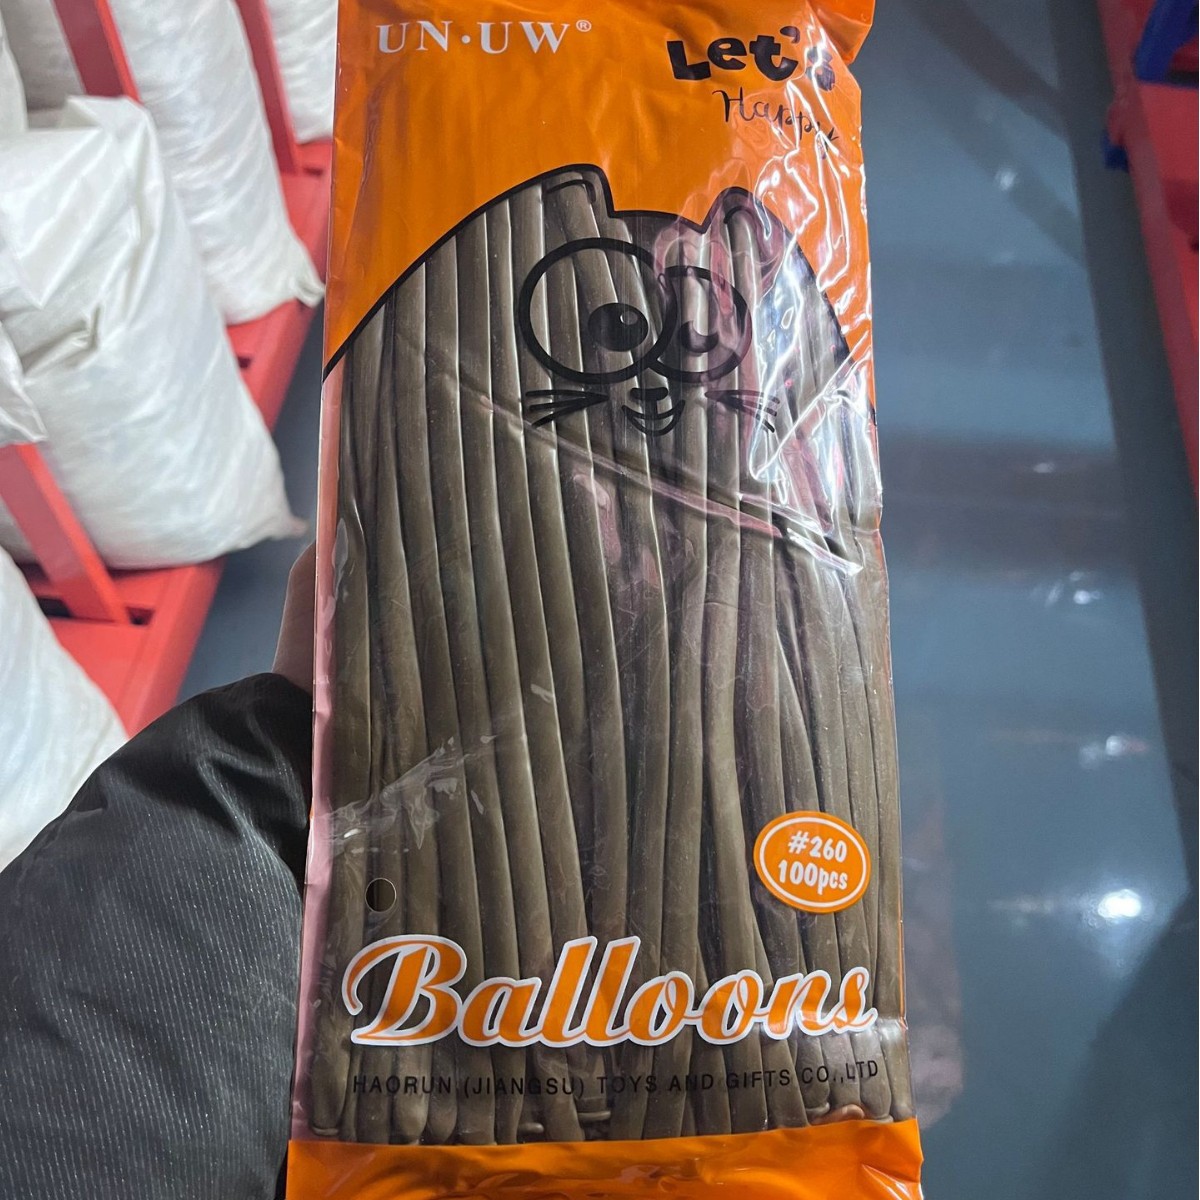 UN·UW®
Let's
Happy
#260
100pcs
Balloons
HAORUN (JIANGSU) TOYS AND GIFTS CO.,LTD